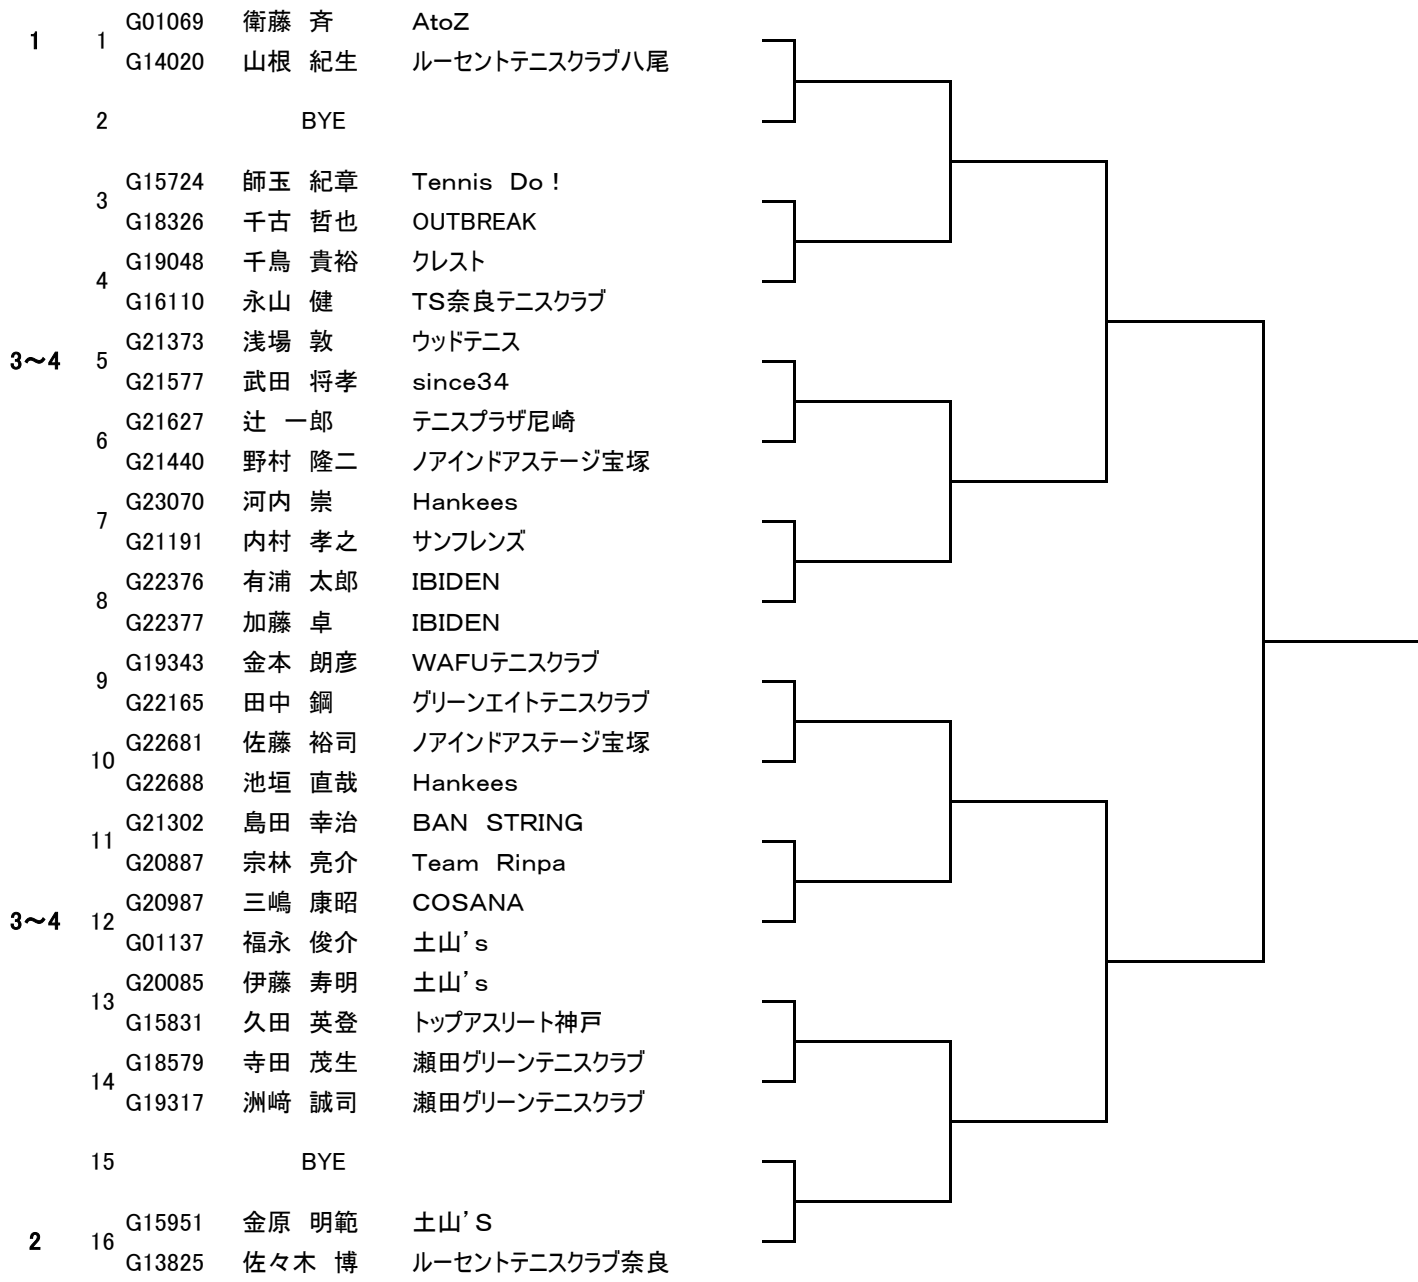 1 1 G01069 衛藤 斉 AtoZ
G14020 山根 紀生 ルーセントテニスクラブ八尾
2 BYE
3 G15724 師玉 紀章 Tennis Do！
G18326 千古 哲也 OUTBREAK
4 G19048 千鳥 貴裕 クレスト
G16110 永山 健 TS奈良テニスクラブ
3～4 5 G21373 浅場 敦 ウッドテニス
G21577 武田 将孝 since34
6 G21627 辻 一郎 テニスプラザ尼崎
G21440 野村 隆二 ノアインドアステージ宝塚
7 G23070 河内 崇 Hankees
G21191 内村 孝之 サンフレンズ
8 G22376 有浦 太郎 IBIDEN
G22377 加藤 卓 IBIDEN
9 G19343 金本 朗彦 WAFUテニスクラブ
G22165 田中 鋼 グリーンエイトテニスクラブ
10 G22681 佐藤 裕司 ノアインドアステージ宝塚
G22688 池垣 直哉 Hankees
11 G21302 島田 幸治 BAN STRING
G20887 宗林 亮介 Team Rinpa
3～4 12 G20987 三嶋 康昭 COSANA
G01137 福永 俊介 土山’s
13 G20085 伊藤 寿明 土山’s
G15831 久田 英登 トップアスリート神戸
14 G18579 寺田 茂生 瀬田グリーンテニスクラブ
G19317 洲﨑 誠司 瀬田グリーンテニスクラブ
15 BYE
2 16 G15951 金原 明範 土山’S
G13825 佐々木 博 ルーセントテニスクラブ奈良